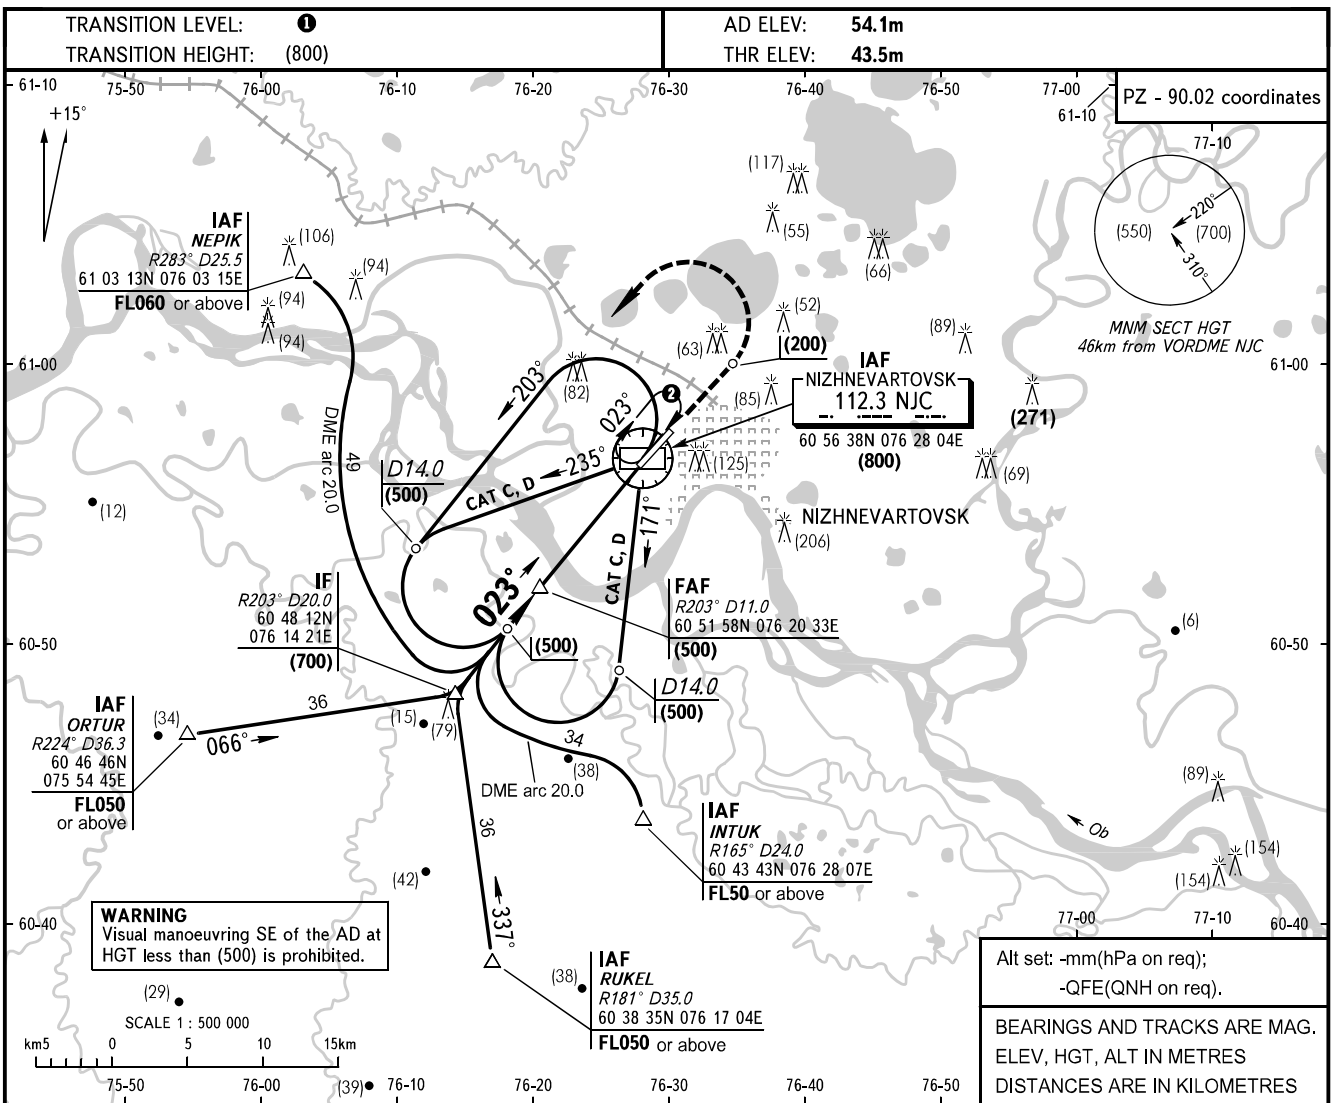 TRANSITION LEVEL: 1
TRANSITION HEIGHT: (800)
AD ELEV: 54.1m
THR ELEV: 43.5m
61-10
75-50
76-00
76-10
76-20
76-30
76-40
76-50
77-00
61-10
77-10
PZ - 90.02 coordinates
+15°
(117)
(55)
(66)
220°
(550)
(700)
310°
MNM SECT HGT
46km from VORDME NJC
IAF
NEPIK
R283° D25.5
61 03 13N 076 03 15E
FL060 or above
(106)
(94)
(94)
(94)
(52)
(63)
(200)
(89)
61-00
61-00
IAF
NIZHNEVARTOVSK
112.3 NJC
60 56 38N 076 28 04E
(800)
(271)
(82)
203°
023°
2
(85)
DME arc 20.0
49
D14.0
(500)
235°
CAT C, D
(125)
(69)
171°
CAT C, D
NIZHNEVARTOVSK
(206)
(12)
023°
IF
R203° D20.0
60 48 12N
076 14 21E
(700)
FAF
R203° D11.0
60 51 58N 076 20 33E
(500)
(6)
60-50
60-50
(500)
D14.0
(500)
IAF
ORTUR
R224° D36.3
60 46 46N
075 54 45E
FL050
or above
(34)
36
066°
(15)
(79)
34
(38)
DME arc 20.0
36
IAF
INTUK
R165° D24.0
60 43 43N 076 28 07E
FL50 or above
Ob
(89)
(154)
(154)
(42)
337°
60-40
77-00
77-10
60-40
WARNING
Visual manoeuvring SE of the AD at
HGT less than (500) is prohibited.
IAF
RUKEL
R181° D35.0
60 38 35N 076 17 04E
FL050 or above
(38)
(29)
SCALE 1 : 500 000
km5 0 5 10 15km
Alt set: -mm(hPa on req);
-QFE(QNH on req).
BEARINGS AND TRACKS ARE MAG.
ELEV, HGT, ALT IN METRES
DISTANCES ARE IN KILOMETRES
75-50
76-00
(39)
76-10
76-20
76-30
76-40
76-50